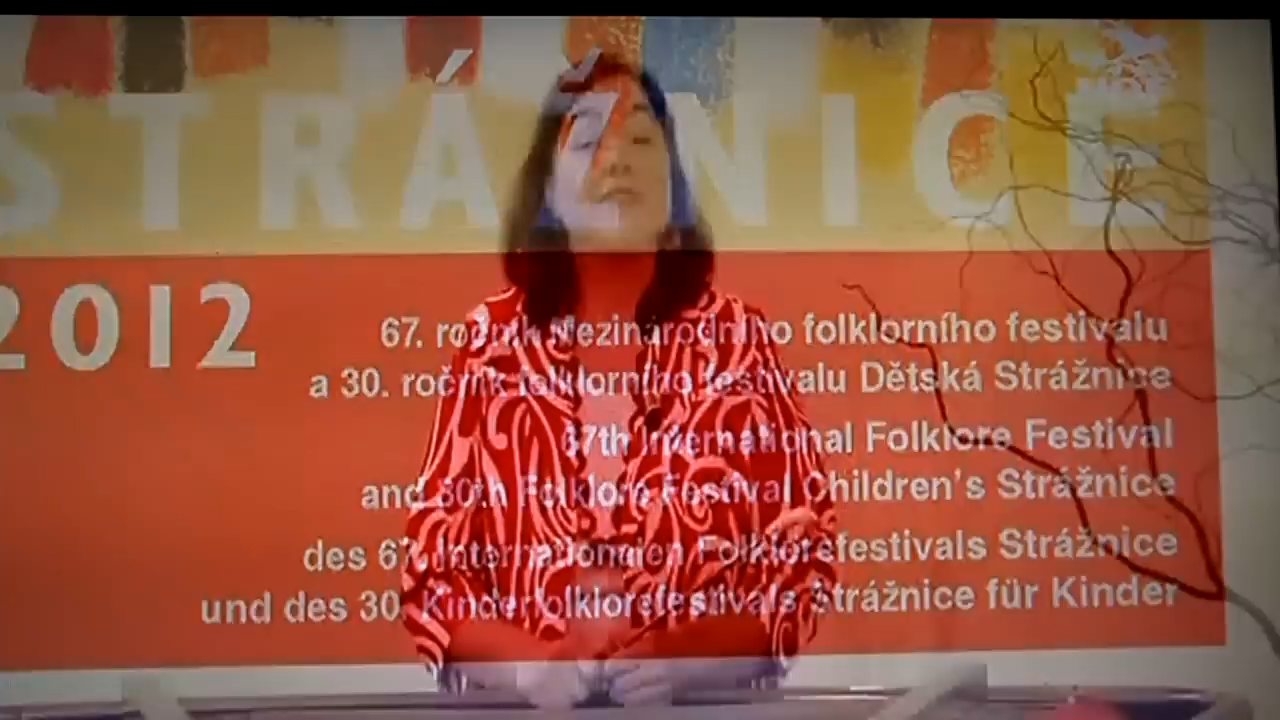 STRÁŽNICE
2012
67. ročník Mezinárodního folklorního festivalu
a 30. ročník folklorního festivalu Dětská Strážnice
67th International Folklore Festival
and 30th Folklore Festival Children's Strážnice
des 67. Internationalen Folklorefestivals Strážnice
und des 30. Kinderfolklorefestivals Strážnice für Kinder